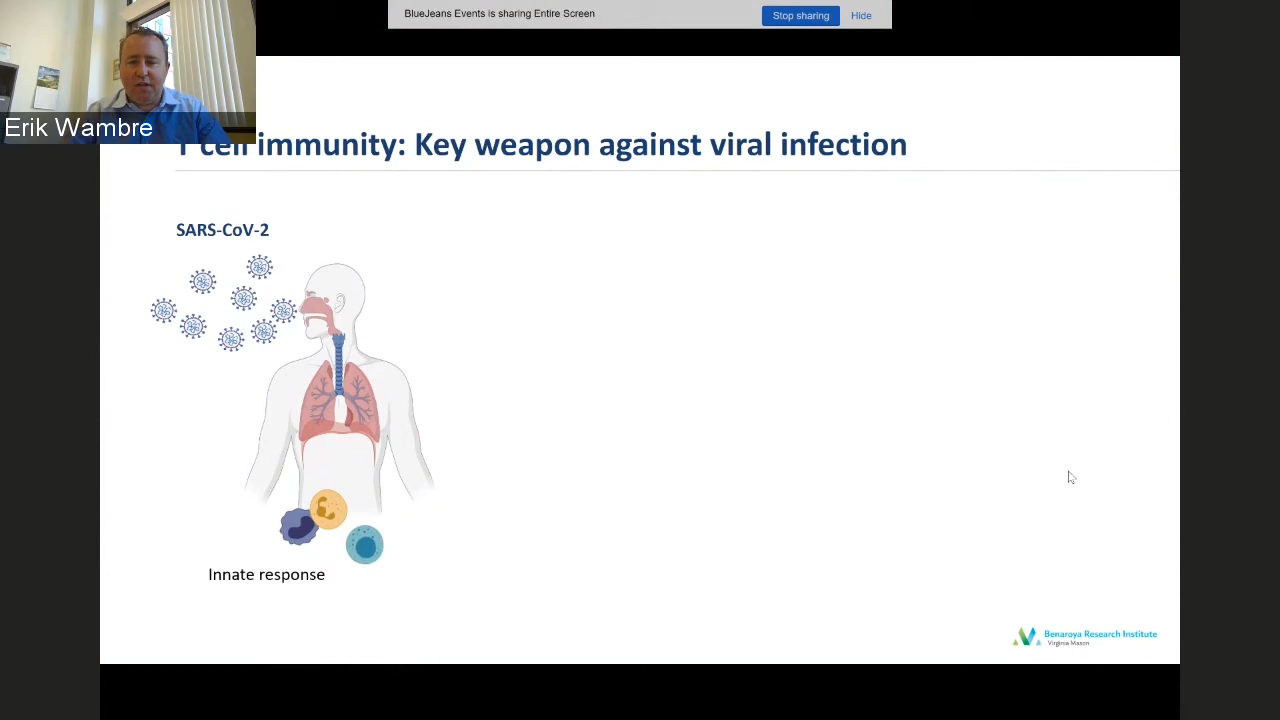 BlueJeans Events is sharing Entire Screen
Stop sharing
Hide
Erik Wambre
T cell immunity: Key weapon against viral infection
SARS-CoV-2
Innate response
Benaroya Research Institute
Virginia Mason